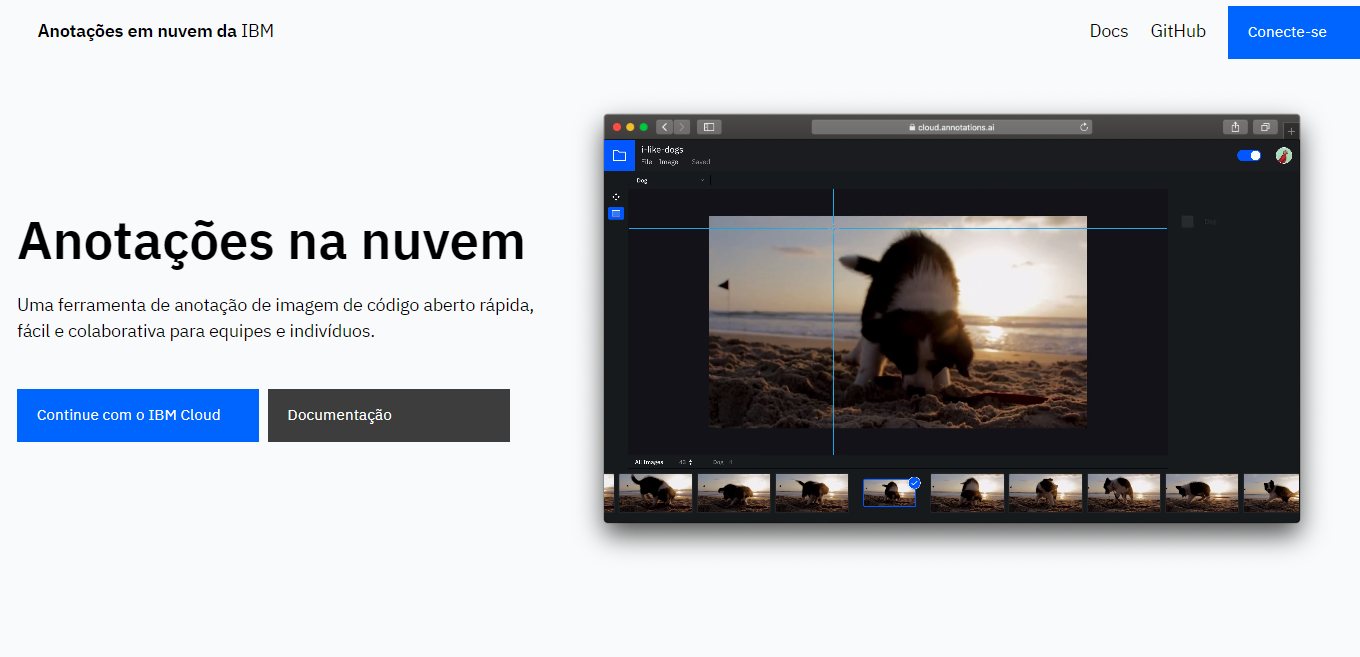 Anotações em nuvem da IBM
Docs
GitHub
Conecte-se
Anotações na nuvem
Uma ferramenta de anotação de imagem de código aberto rápida,
fácil e colaborativa para equipes e indivíduos.
Continue com o IBM Cloud
Documentação
cloud.annotations.ai
i-like-dogs
File Image Saved
Dog
Dog
All Images
Dog 4